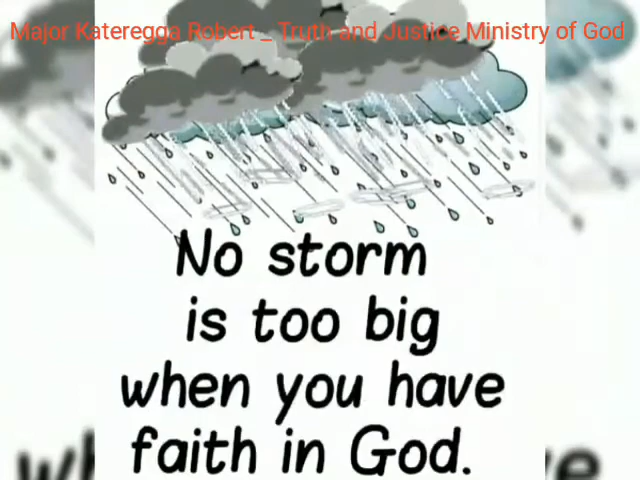 Major Kateregga Robert _ Truth and Justice Ministry of God
No storm
is too big
when you have
faith in God.